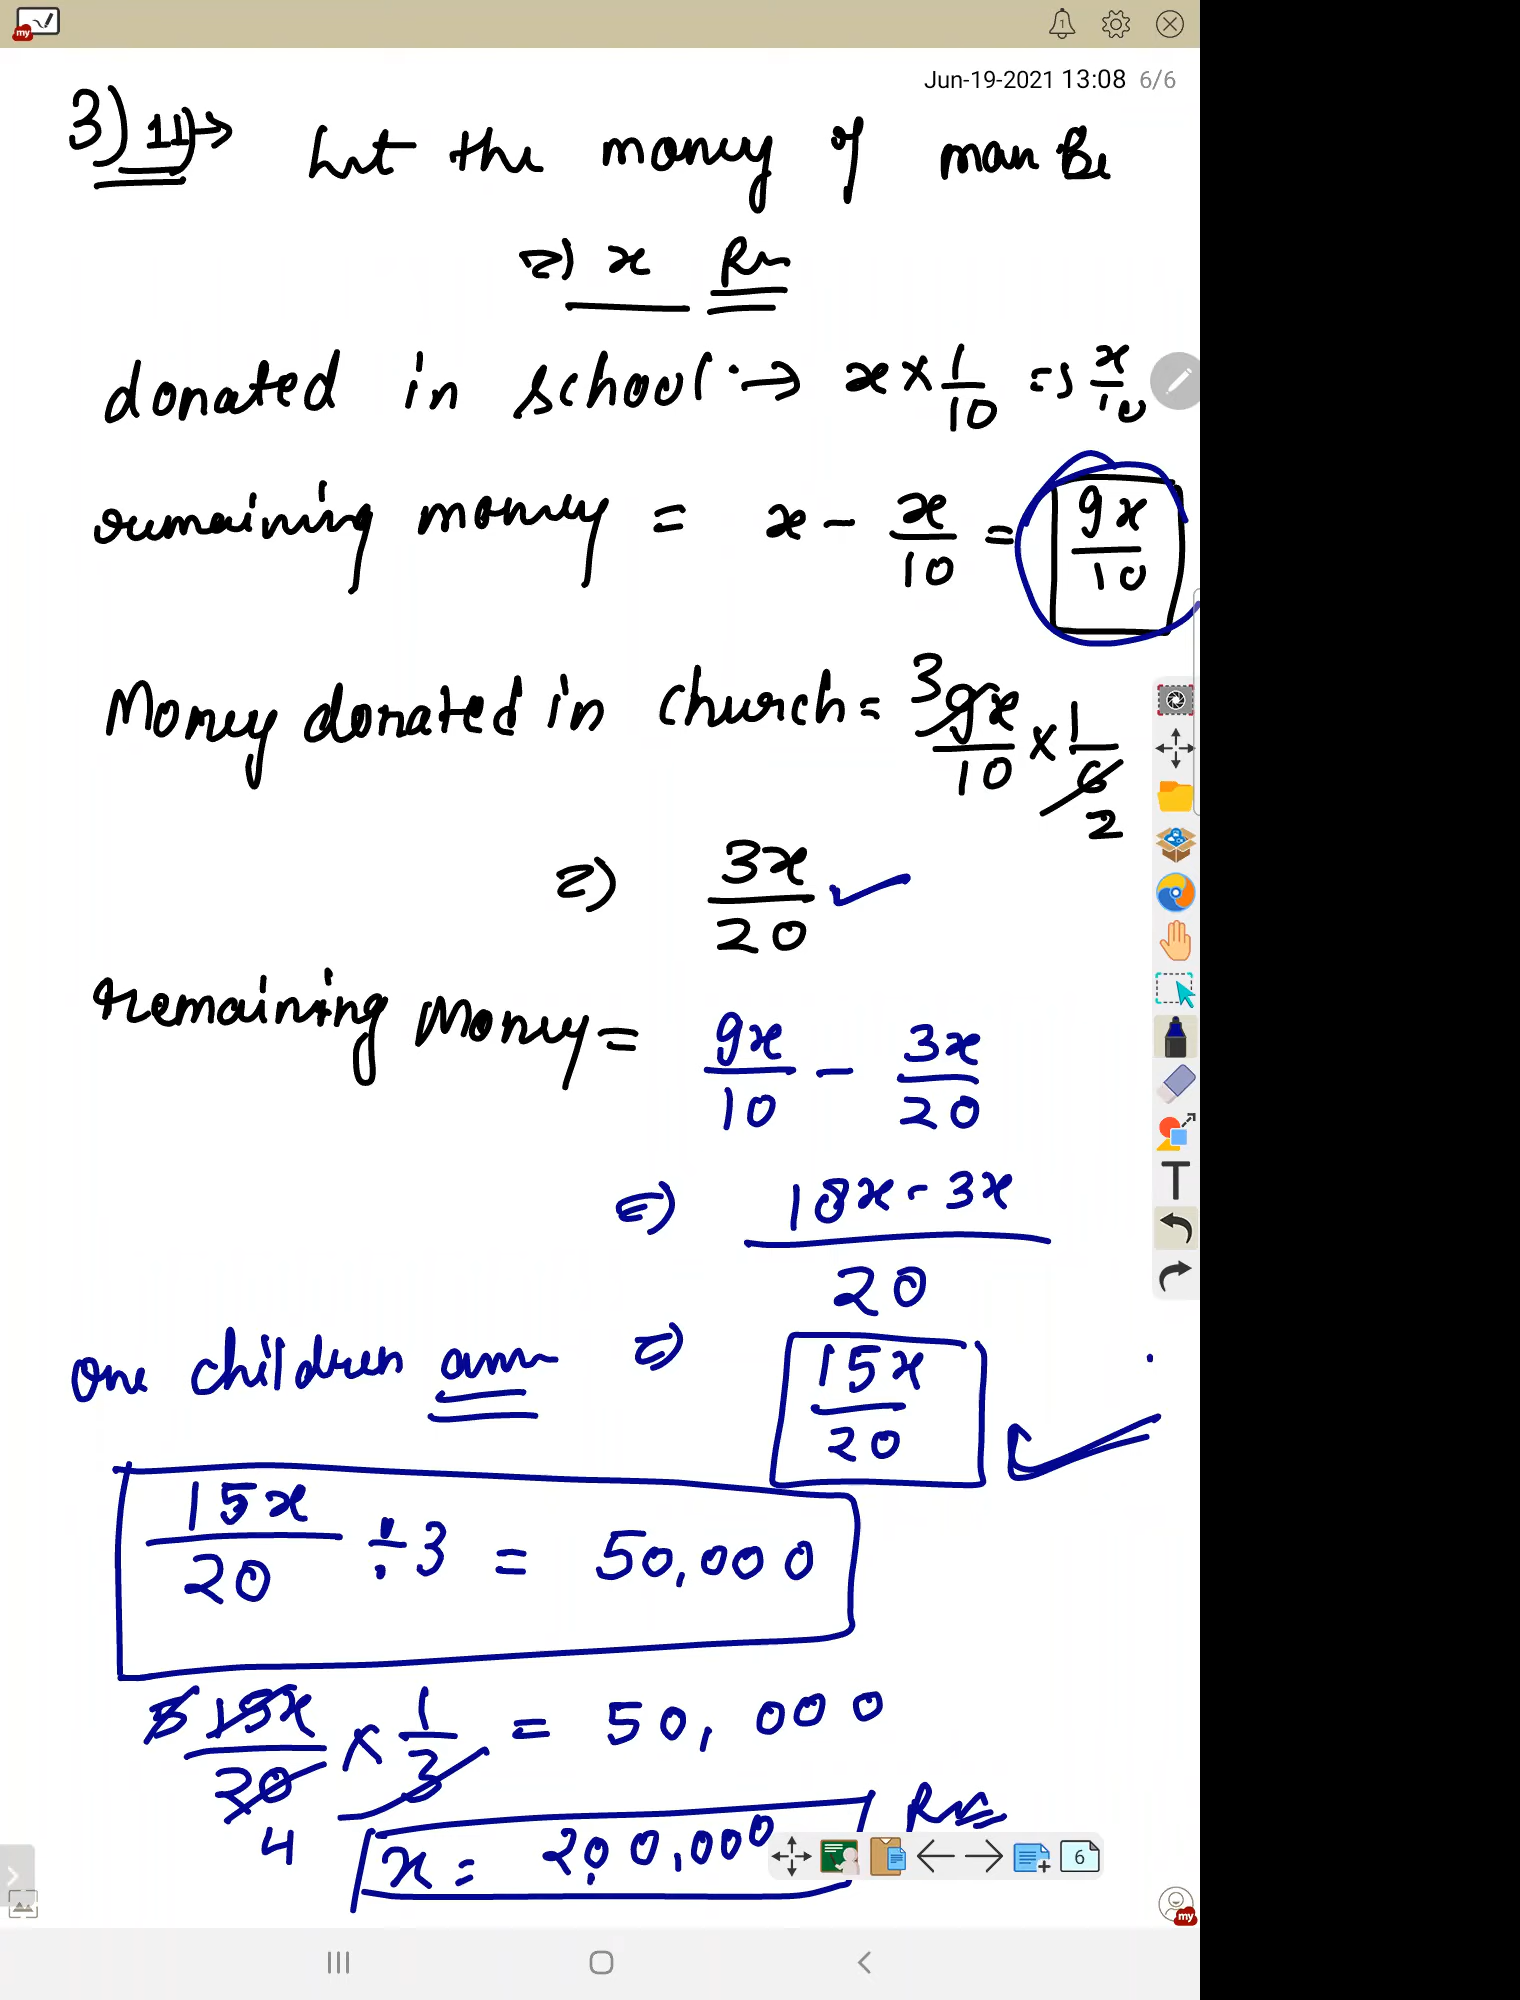 Jun-19-2021 13:08 6/6
3) 11) → Let the money of man Be
=) x Rs
donated in school → x × 1/10 => x/10
remaining money = x - x/10 = 9x/10
Money donated in church = 3 9x/10 × 1/6 2
=) 3x/20
Remaining Money = 9x/10 - 3x/20
=) 18x - 3x / 20
one children =) 15x/20
15x/20 ÷ 3 = 50,000
5 15x/20 × 1/3 = 50,000
4
x = 200,000 Rs
T
6
my
my
1